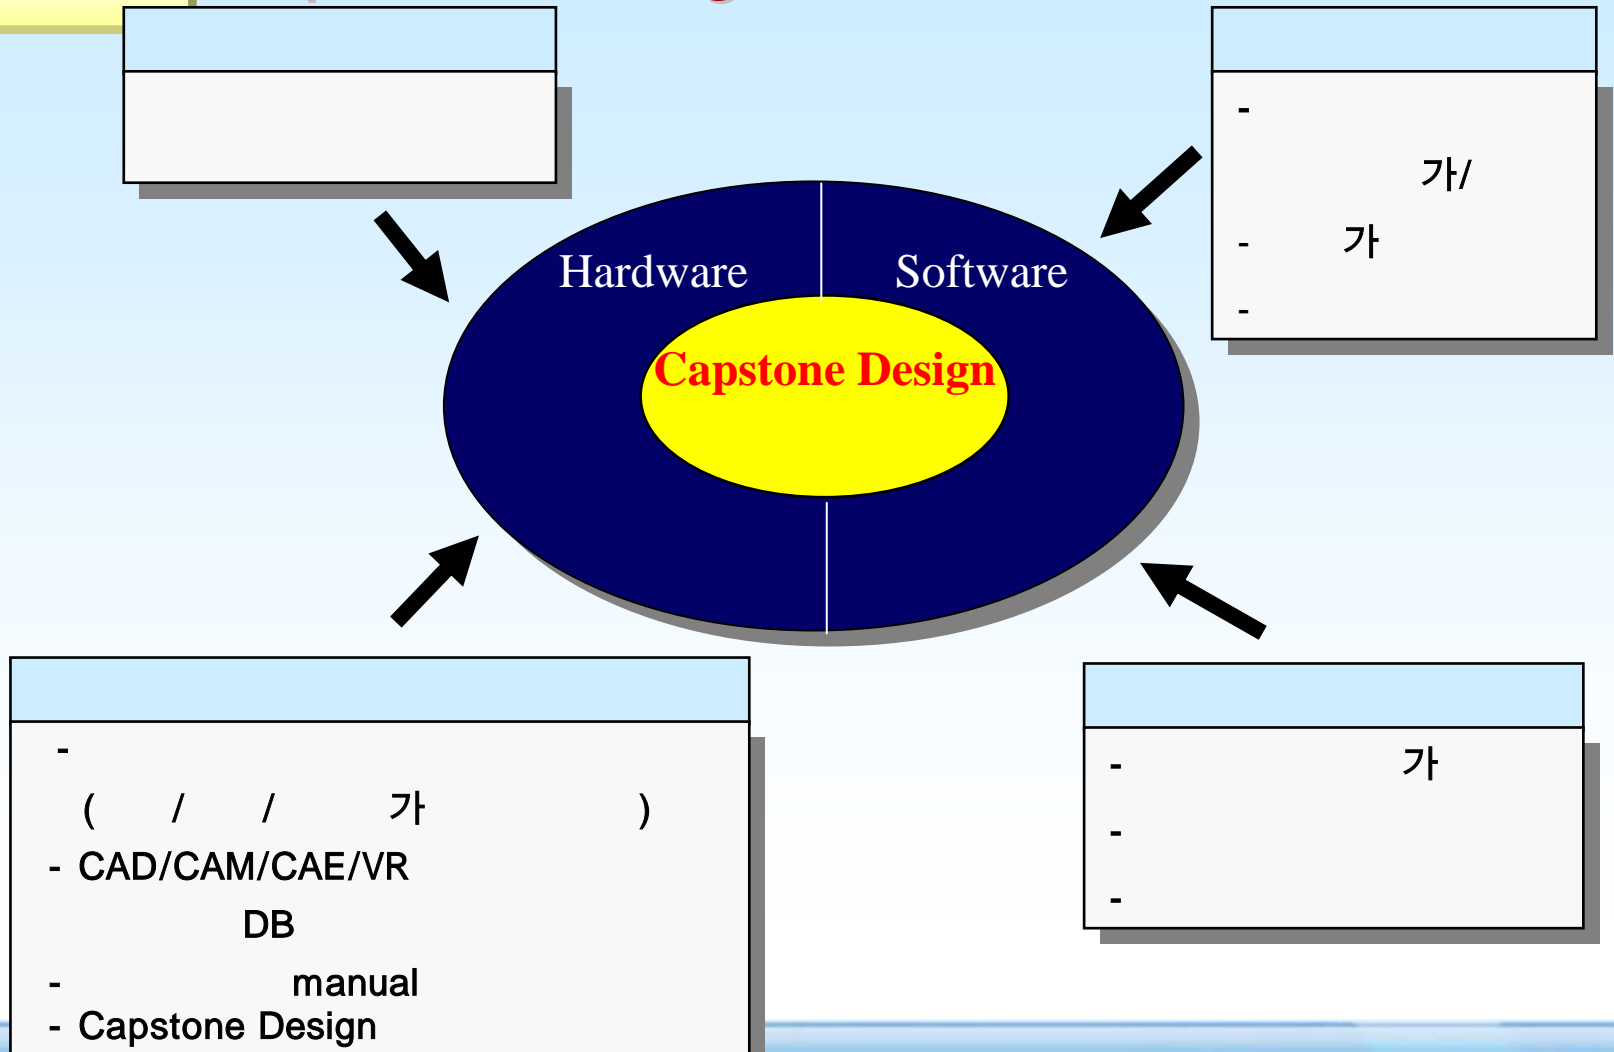 -
가/
- 가
-
Hardware Software
Capstone Design
-
( / / 가 )
- CAD/CAM/CAE/VR
DB
- manual
- Capstone Design
- 가
-
-